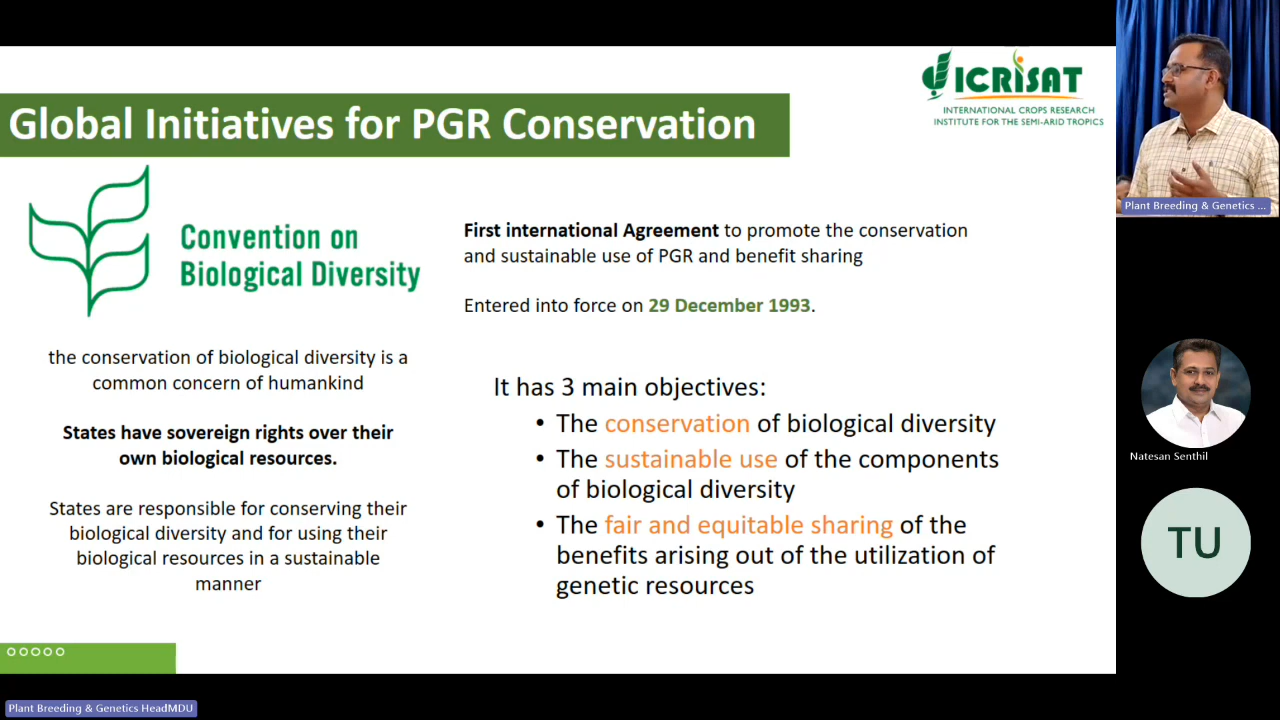 ICRISAT
INTERNATIONAL CROPS RESEARCH
INSTITUTE FOR THE SEMI-ARID TROPICS
Global Initiatives for PGR Conservation
Convention on
Biological Diversity
the conservation of biological diversity is a
common concern of humankind
States have sovereign rights over their
own biological resources.
States are responsible for conserving their
biological diversity and for using their
biological resources in a sustainable
manner
First international Agreement to promote the conservation
and sustainable use of PGR and benefit sharing
Entered into force on 29 December 1993.
It has 3 main objectives:
• The conservation of biological diversity
• The sustainable use of the components
of biological diversity
• The fair and equitable sharing of the
benefits arising out of the utilization of
genetic resources
Plant Breeding & Genetics ...
Natesan Senthil
TU
Plant Breeding & Genetics HeadMDU